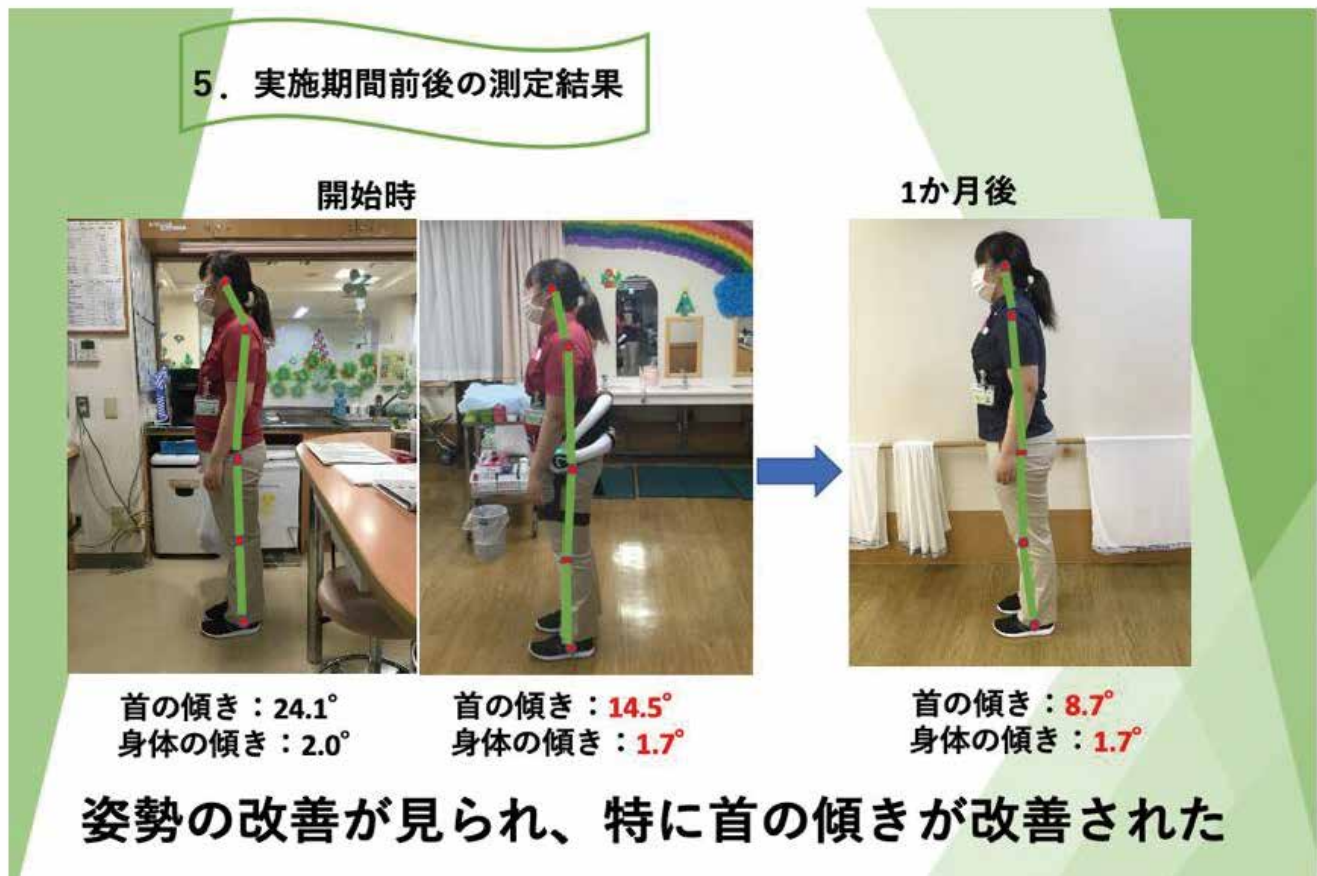 5. 実施期間前後の測定結果
開始時
1か月後
首の傾き：24.1°
身体の傾き：2.0°
首の傾き：14.5°
身体の傾き：1.7°
首の傾き：8.7°
身体の傾き：1.7°
姿勢の改善が見られ、特に首の傾きが改善された